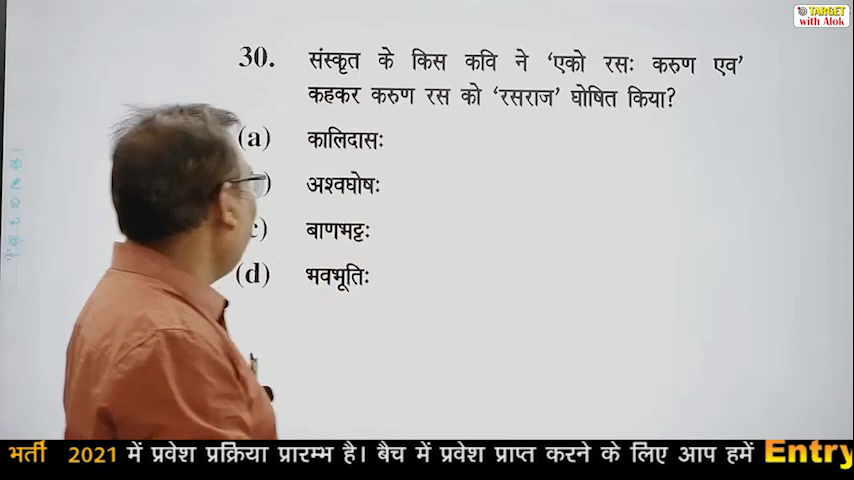 TARGET
with Alok
30. संस्कृत के किस कवि ने ‘एको रसः करुण एव’
कहकर करुण रस को ‘रसराज’ घोषित किया?
(a) कालिदासः
) अश्वघोषः
c) बाणभट्टः
(d) भवभूतिः
भर्ती 2021 में प्रवेश प्रक्रिया प्रारम्भ है। बैच में प्रवेश प्राप्त करने के लिए आप हमें Entry